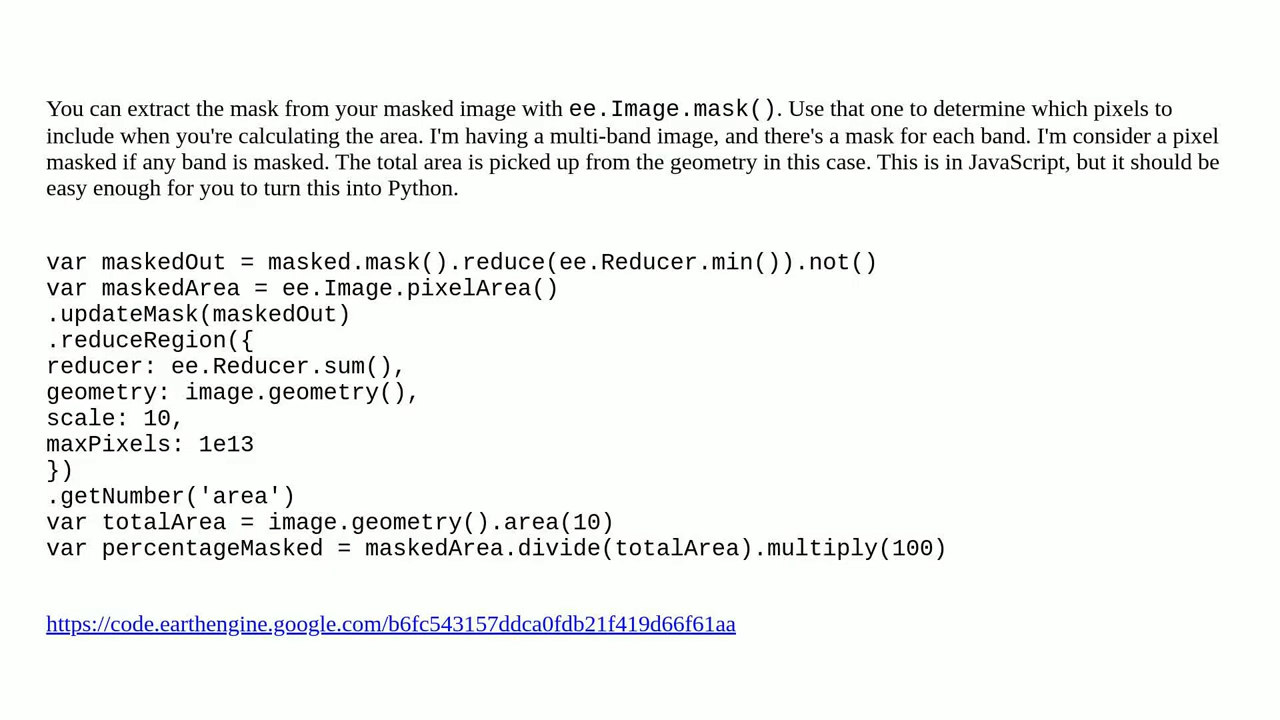 You can extract the mask from your masked image with ee.Image.mask(). Use that one to determine which pixels to
include when you're calculating the area. I'm having a multi-band image, and there's a mask for each band. I'm consider a pixel
masked if any band is masked. The total area is picked up from the geometry in this case. This is in JavaScript, but it should be
easy enough for you to turn this into Python.
var maskedOut = masked.mask().reduce(ee.Reducer.min()).not()
var maskedArea = ee.Image.pixelArea()
.updateMask(maskedOut)
.reduceRegion({
reducer: ee.Reducer.sum(),
geometry: image.geometry(),
scale: 10,
maxPixels: 1e13
})
.getNumber('area')
var totalArea = image.geometry().area(10)
var percentageMasked = maskedArea.divide(totalArea).multiply(100)
https://code.earthengine.google.com/b6fc543157ddca0fdb21f419d66f61aa